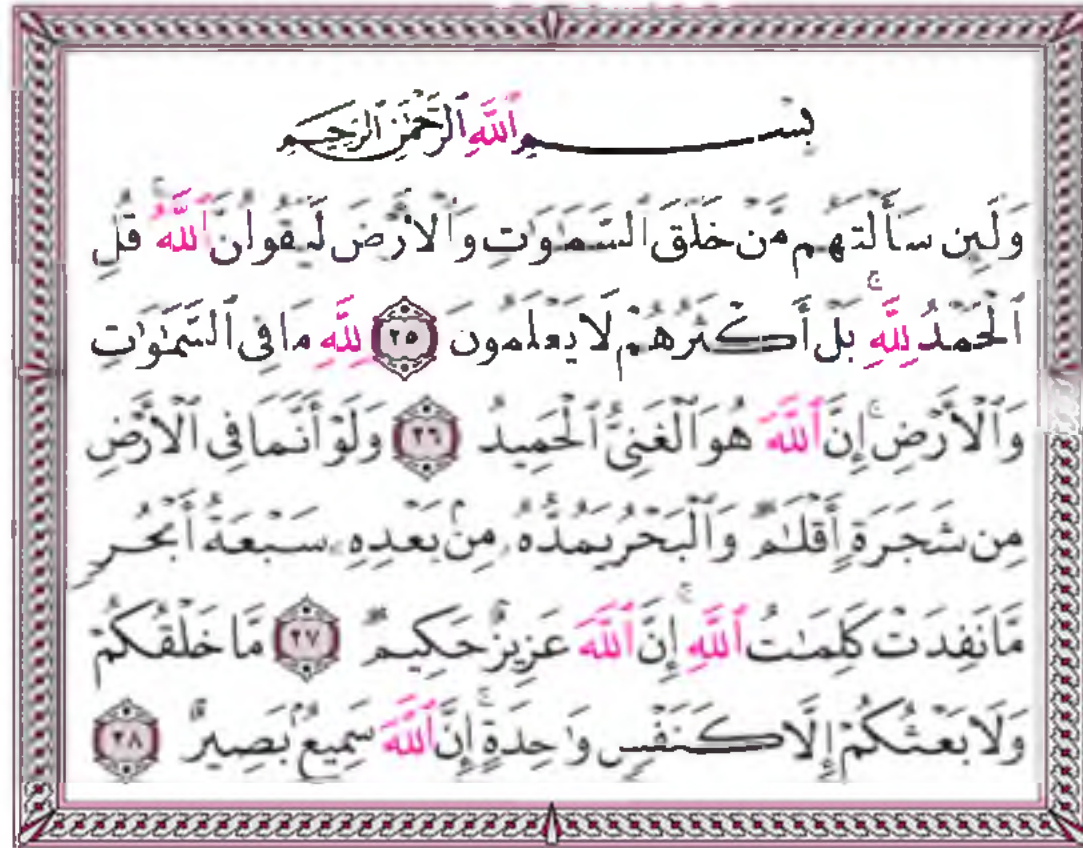 بِسْمِ ٱللَّهِ ٱلرَّحْمَٰنِ ٱلرَّحِيمِ
وَلَئِن سَأَلْتَهُم مَّنْ خَلَقَ ٱلسَّمَٰوَٰتِ وَٱلْأَرْضَ لَيَقُولُنَّ ٱللَّهُ ۚ قُلِ
ٱلْحَمْدُ لِلَّهِ ۚ بَلْ أَكْثَرُهُمْ لَا يَعْلَمُونَ ٢٥ لِلَّهِ مَا فِى ٱلسَّمَٰوَٰتِ
وَٱلْأَرْضِ ۚ إِنَّ ٱللَّهَ هُوَ ٱلْغَنِىُّ ٱلْحَمِيدُ ٢٦ وَلَوْ أَنَّمَا فِى ٱلْأَرْضِ
مِن شَجَرَةٍ أَقْلَٰمٌ وَٱلْبَحْرُ يَمُدُّهُۥ مِنۢ بَعْدِهِۦ سَبْعَةُ أَبْحُرٍ
مَّا نَفِدَتْ كَلِمَٰتُ ٱللَّهِ ۗ إِنَّ ٱللَّهَ عَزِيزٌ حَكِيمٌ ٢٧ مَّا خَلْقُكُمْ
وَلَا بَعْثُكُمْ إِلَّا كَنَفْسٍ وَٰحِدَةٍ ۗ إِنَّ ٱللَّهَ سَمِيعٌۢ بَصِيرٌ ٢٨